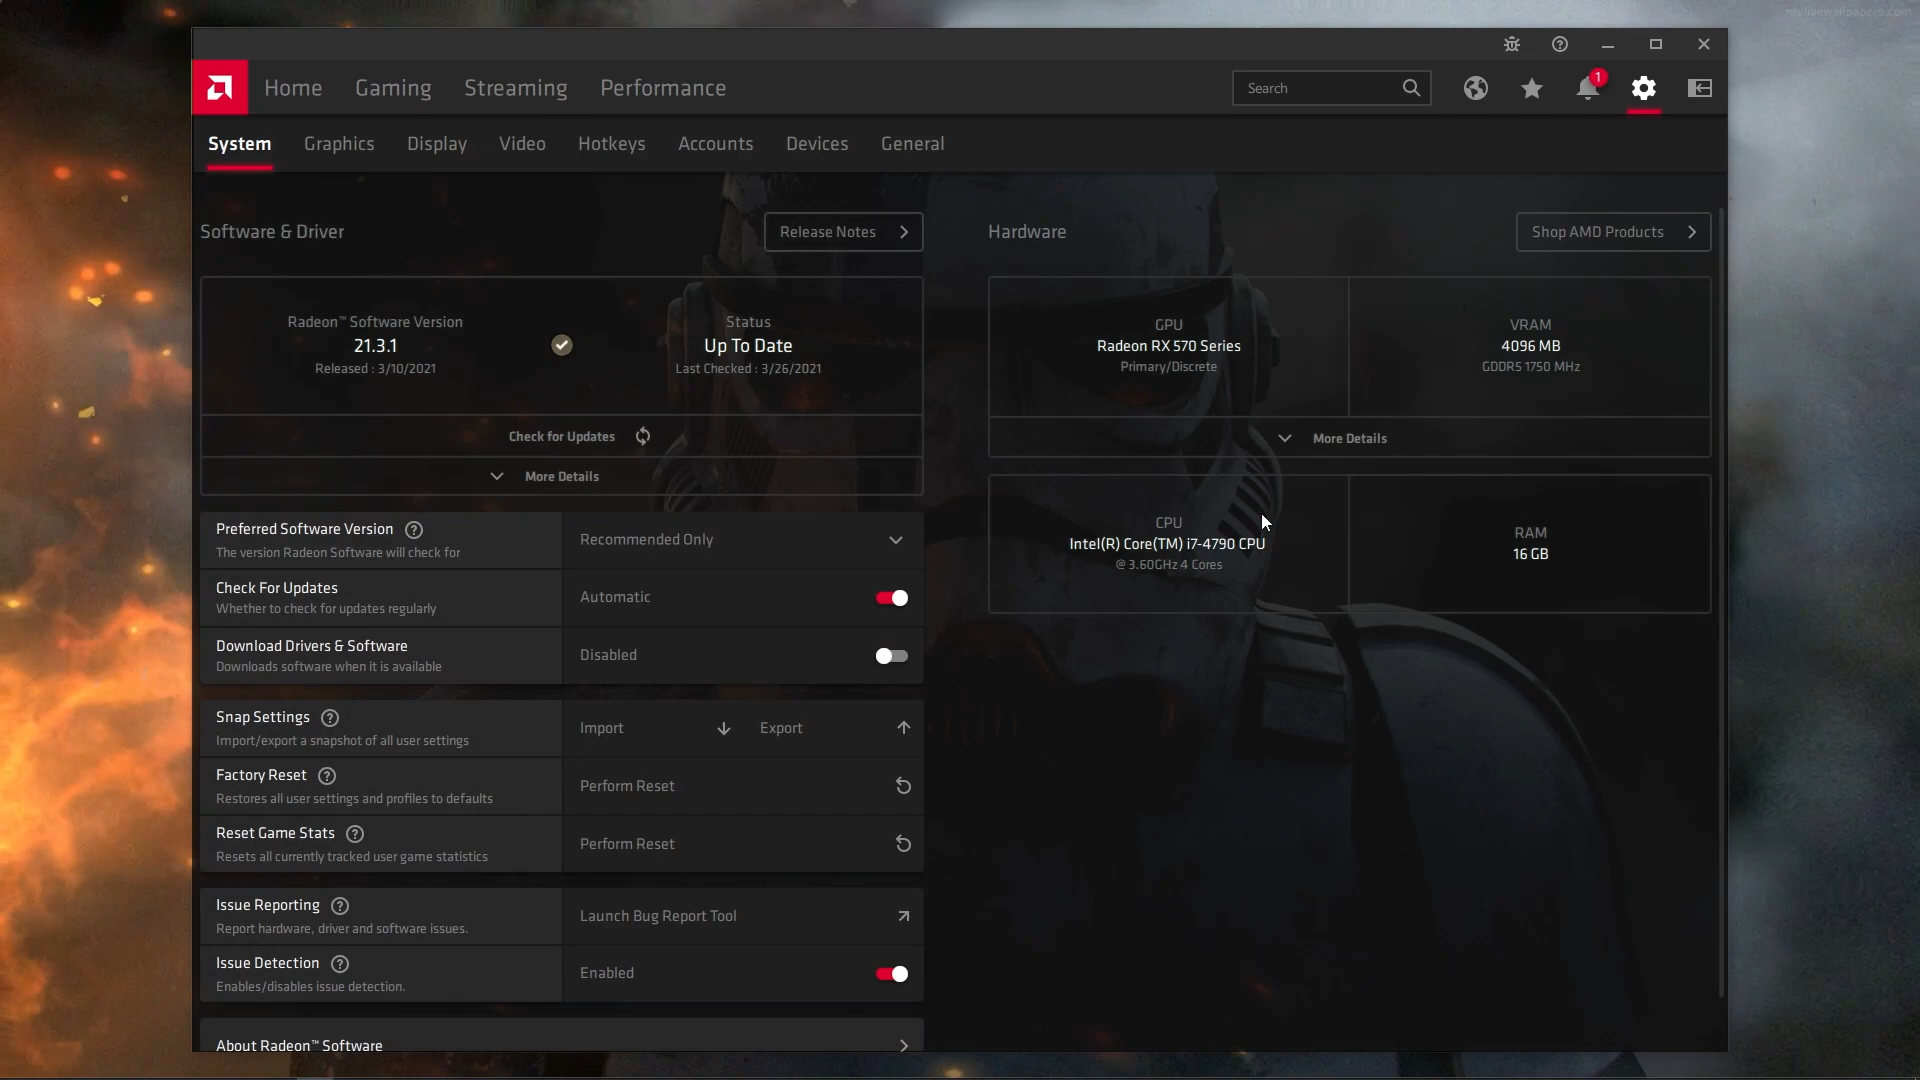 mylivewallpapers.com
1
Home Gaming Streaming Performance
Search
System Graphics Display Video Hotkeys Accounts Devices General
Software & Driver
Release Notes
Radeon™ Software Version
21.3.1
Released : 3/10/2021
Status
Up To Date
Last Checked : 3/26/2021
Check for Updates
More Details
Preferred Software Version
The version Radeon Software will check for
Recommended Only
Check For Updates
Whether to check for updates regularly
Automatic
Download Drivers & Software
Downloads software when it is available
Disabled
Snap Settings
Import/export a snapshot of all user settings
Import
Export
Factory Reset
Restores all user settings and profiles to defaults
Perform Reset
Reset Game Stats
Resets all currently tracked user game statistics
Perform Reset
Issue Reporting
Report hardware, driver and software issues.
Launch Bug Report Tool
Issue Detection
Enables/disables issue detection.
Enabled
About Radeon™ Software
Hardware
Shop AMD Products
GPU
Radeon RX 570 Series
Primary/Discrete
VRAM
4096 MB
GDDR5 1750 MHz
More Details
CPU
Intel(R) Core(TM) i7-4790 CPU
@ 3.60GHz 4 Cores
RAM
16 GB